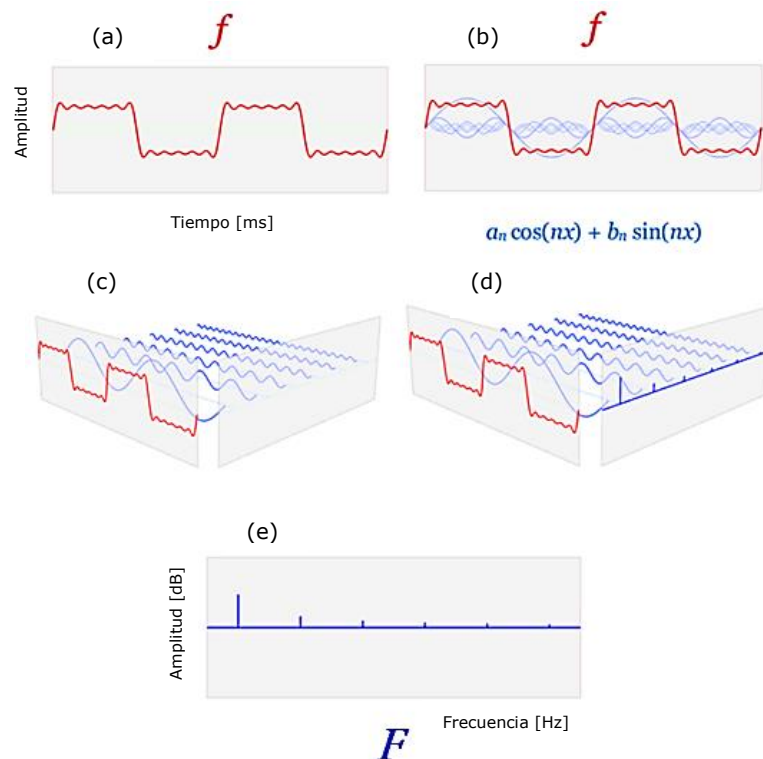 (a)
f
(b)
f
Amplitud
Tiempo [ms]
aₙ cos(nx) + bₙ sin(nx)
(c)
(d)
(e)
Amplitud [dB]
Frecuencia [Hz]
F